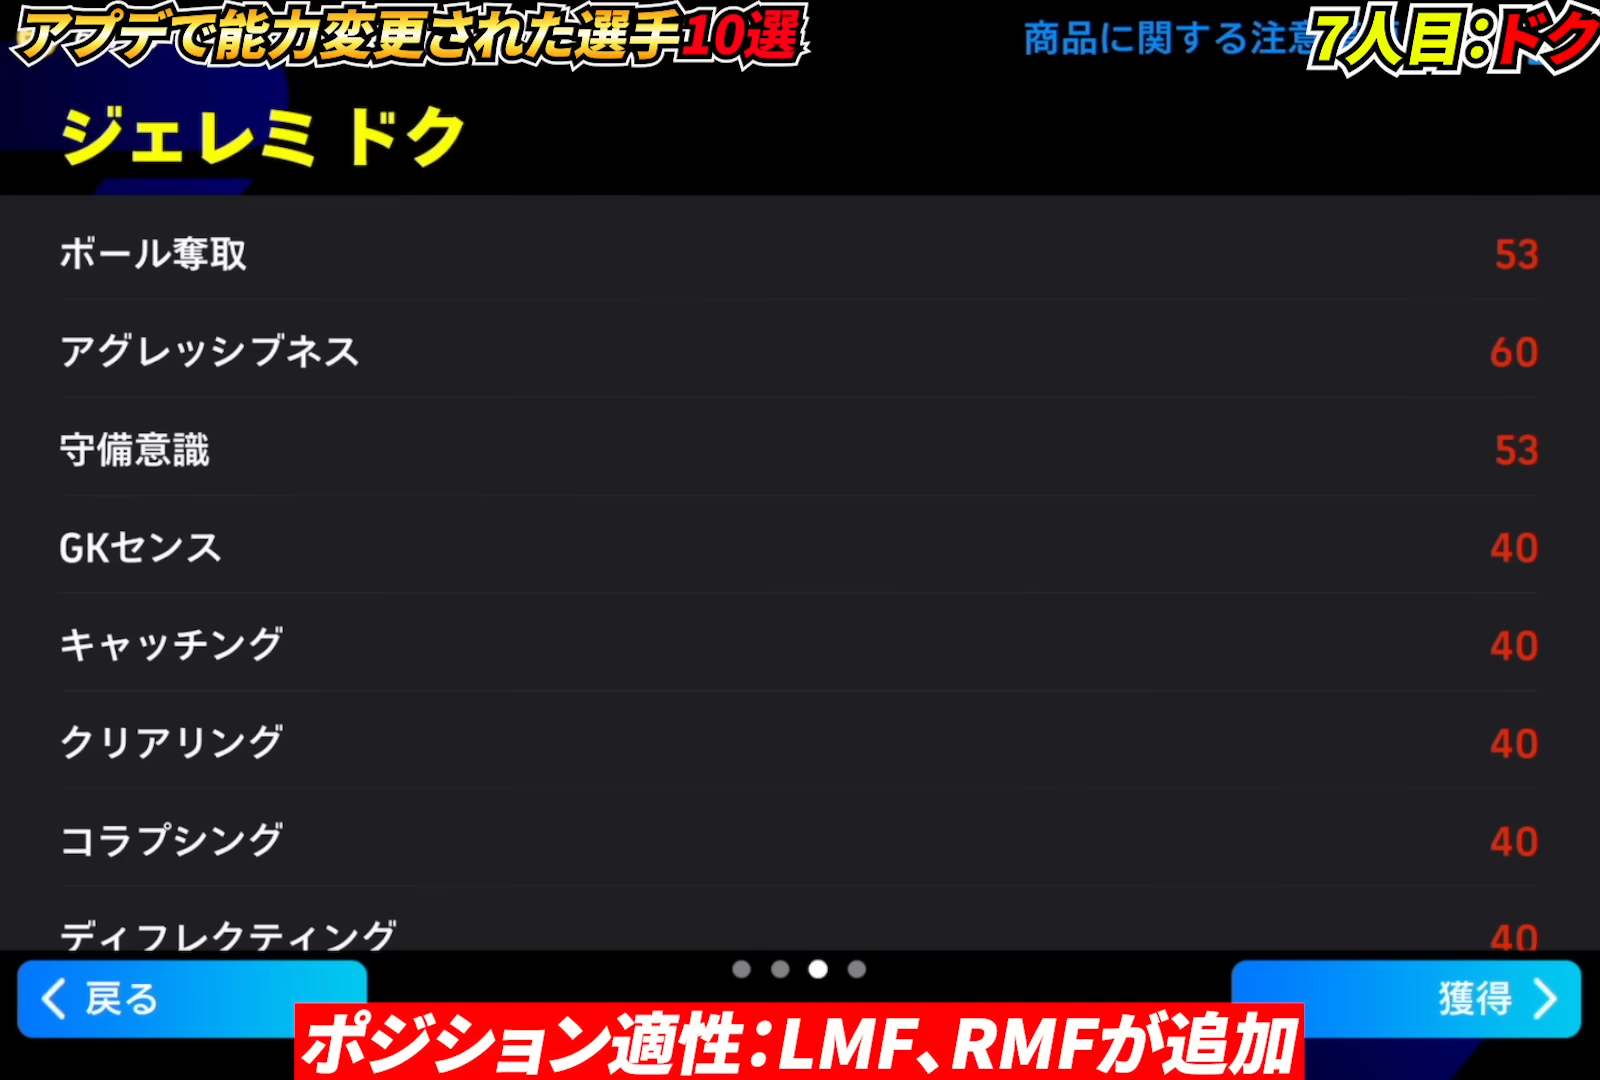 アプデで能力変更された選手10選
商品に関する注意
7人目：ドク
ジェレミ ドク
ボール奪取 53
アグレッシブネス 60
守備意識 53
GKセンス 40
キャッチング 40
クリアリング 40
コラプシング 40
ディフレクティング 40
戻る
獲得
ポジション適性：LMF、RMFが追加